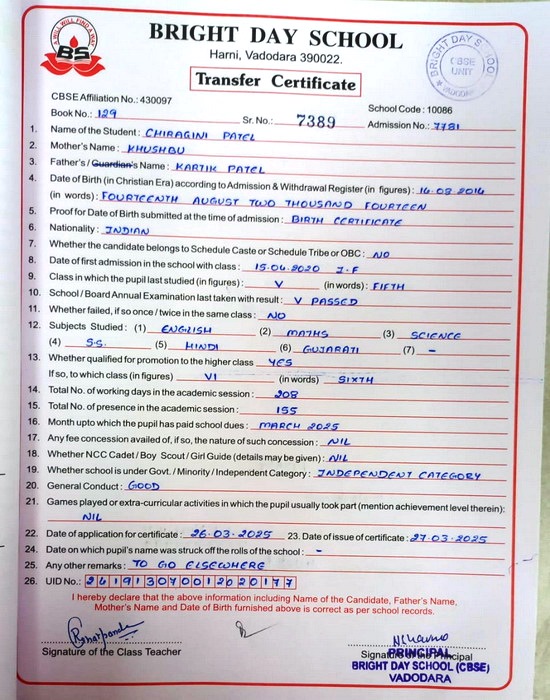 A WILL WILL FIND A WAY
BS
BRIGHT DAY SCHOOL
Harni, Vadodara 390022.
Transfer Certificate
BRIGHT DAY SCHOOL
CBSE
UNIT
VADODARA
CBSE Affiliation No.: 430097
School Code : 10086
Book No.: 129 Sr. No.: 7389 Admission No.: 7781
1. Name of the Student : CHIRAGINI PATEL
2. Mother's Name : KHUSHBU
3. Father's / Guardian's Name : KARTIK PATEL
4. Date of Birth (in Christian Era) according to Admission & Withdrawal Register (in figures) : 14.08.2014
(in words) : FOURTEENTH AUGUST TWO THOUSAND FOURTEEN
5. Proof for Date of Birth submitted at the time of admission : BIRTH CERTIFICATE
6. Nationality : INDIAN
7. Whether the candidate belongs to Schedule Caste or Schedule Tribe or OBC : NO
8. Date of first admission in the school with class : 15.06.2020 I-F
9. Class in which the pupil last studied (in figures) : V (in words) : FIFTH
10. School / Board Annual Examination last taken with result : V PASSED
11. Whether failed, if so once / twice in the same class : NO
12. Subjects Studied : (1) ENGLISH (2) MATHS (3) SCIENCE
(4) S.S. (5) HINDI (6) GUJARATI (7) -
13. Whether qualified for promotion to the higher class YES
If so, to which class (in figures) VI (in words) SIXTH
14. Total No. of working days in the academic session : 208
15. Total No. of presence in the academic session : 155
16. Month upto which the pupil has paid school dues : MARCH 2025
17. Any fee concession availed of, if so, the nature of such concession : NIL
18. Whether NCC Cadet / Boy Scout / Girl Guide (details may be given) : NIL
19. Whether school is under Govt. / Minority / Independent Category : INDEPENDENT CATEGORY
20. General Conduct : GOOD
21. Games played or extra-curricular activities in which the pupil usually took part (mention achievement level therein):
NIL
22. Date of application for certificate : 26.03.2025 23. Date of issue of certificate : 27.03.2025
24. Date on which pupil's name was struck off the rolls of the school : -
25. Any other remarks : TO GO ELSEWHERE
26. UID No.: 241913070012020177
I hereby declare that the above information including Name of the Candidate, Father's Name,
Mother's Name and Date of Birth furnished above is correct as per school records.
Signature of the Class Teacher
Signature of the Principal
PRINCIPAL
BRIGHT DAY SCHOOL (CBSE)
VADODARA